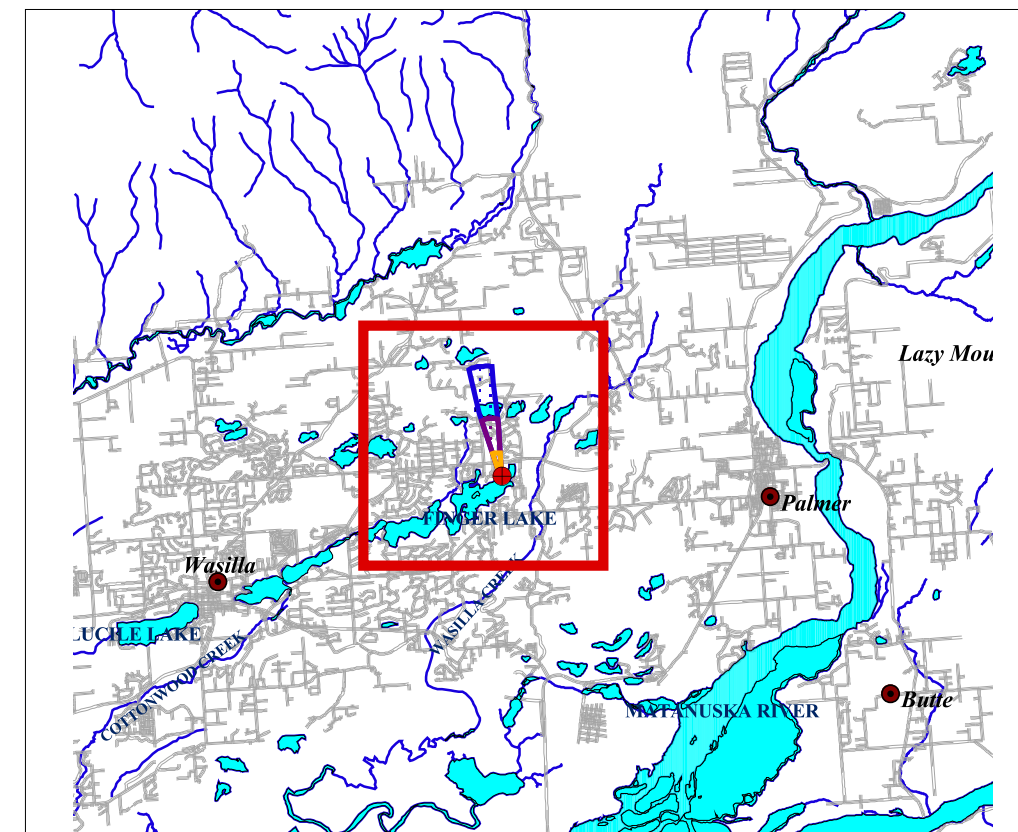 Lazy Mou
Palmer
FINGER LAKE
Wasilla
WASILLA CREEK
LUCILE LAKE
COTTONWOOD CREEK
MATANUSKA RIVER
Butte